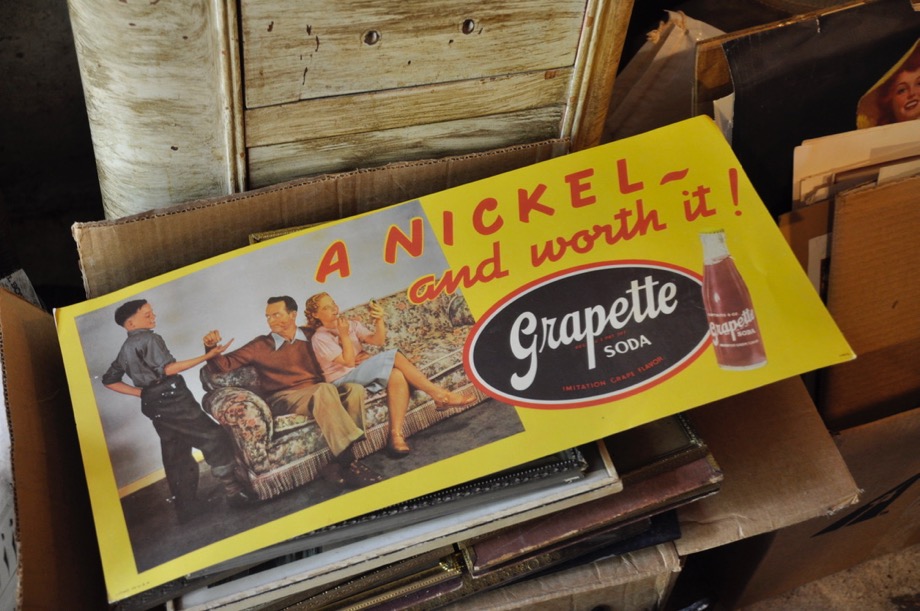 A NICKEL~
and worth it!
Grapette
SODA
IMITATION GRAPE FLAVOR
Grapette
SODA